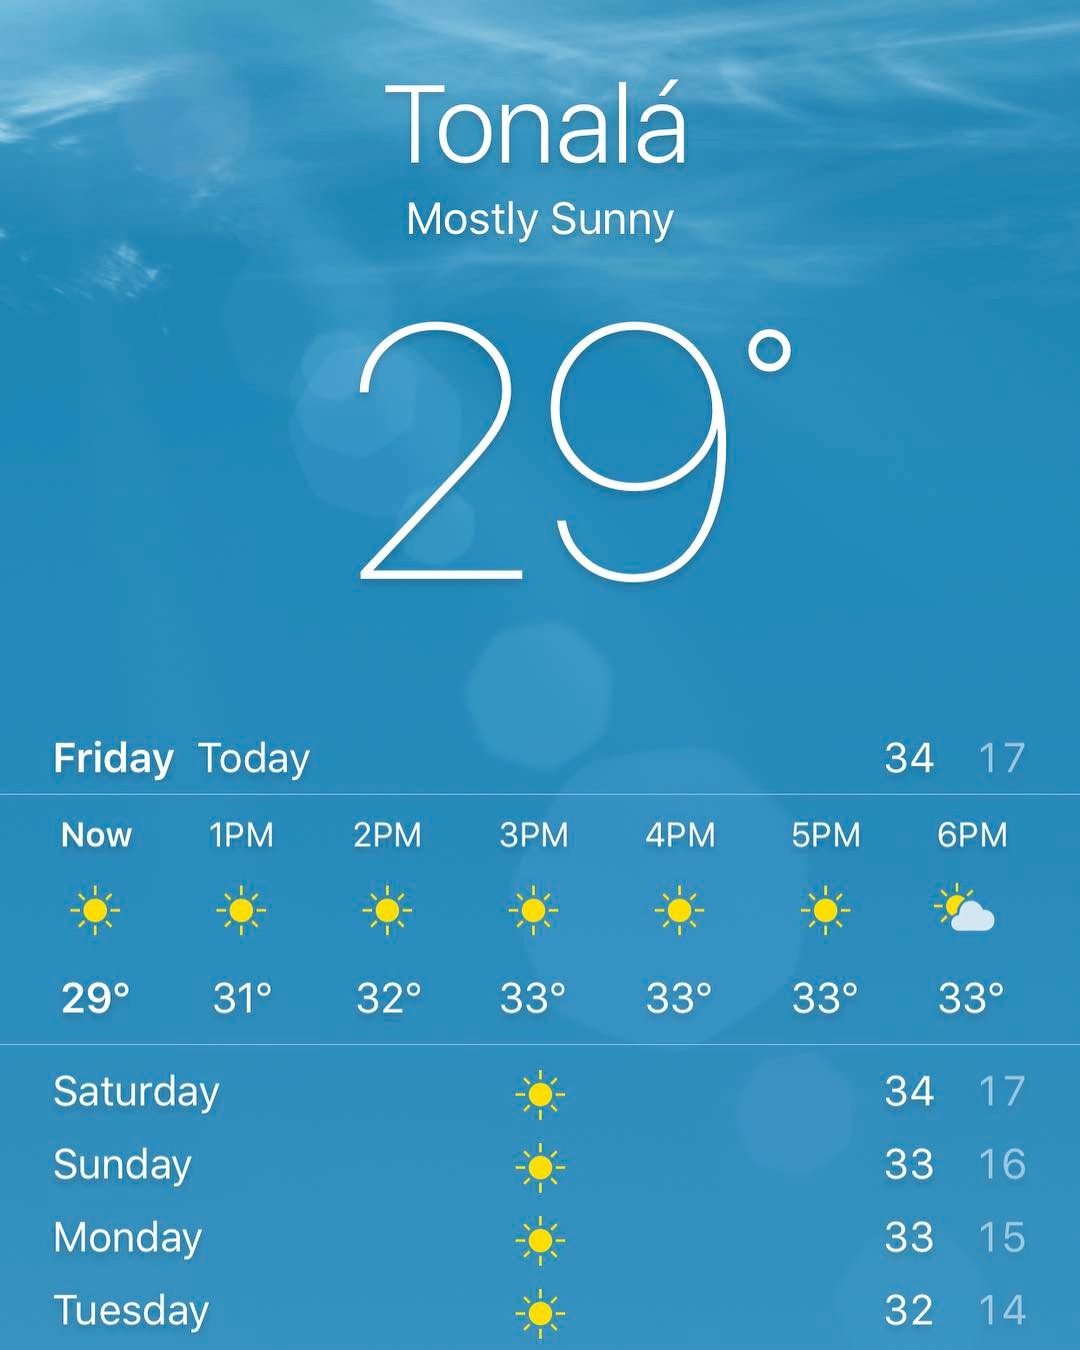 Tonalá
Mostly Sunny
29°
Friday Today 34 17
Now 1PM 2PM 3PM 4PM 5PM 6PM
29° 31° 32° 33° 33° 33° 33°
Saturday 34 17
Sunday 33 16
Monday 33 15
Tuesday 32 14